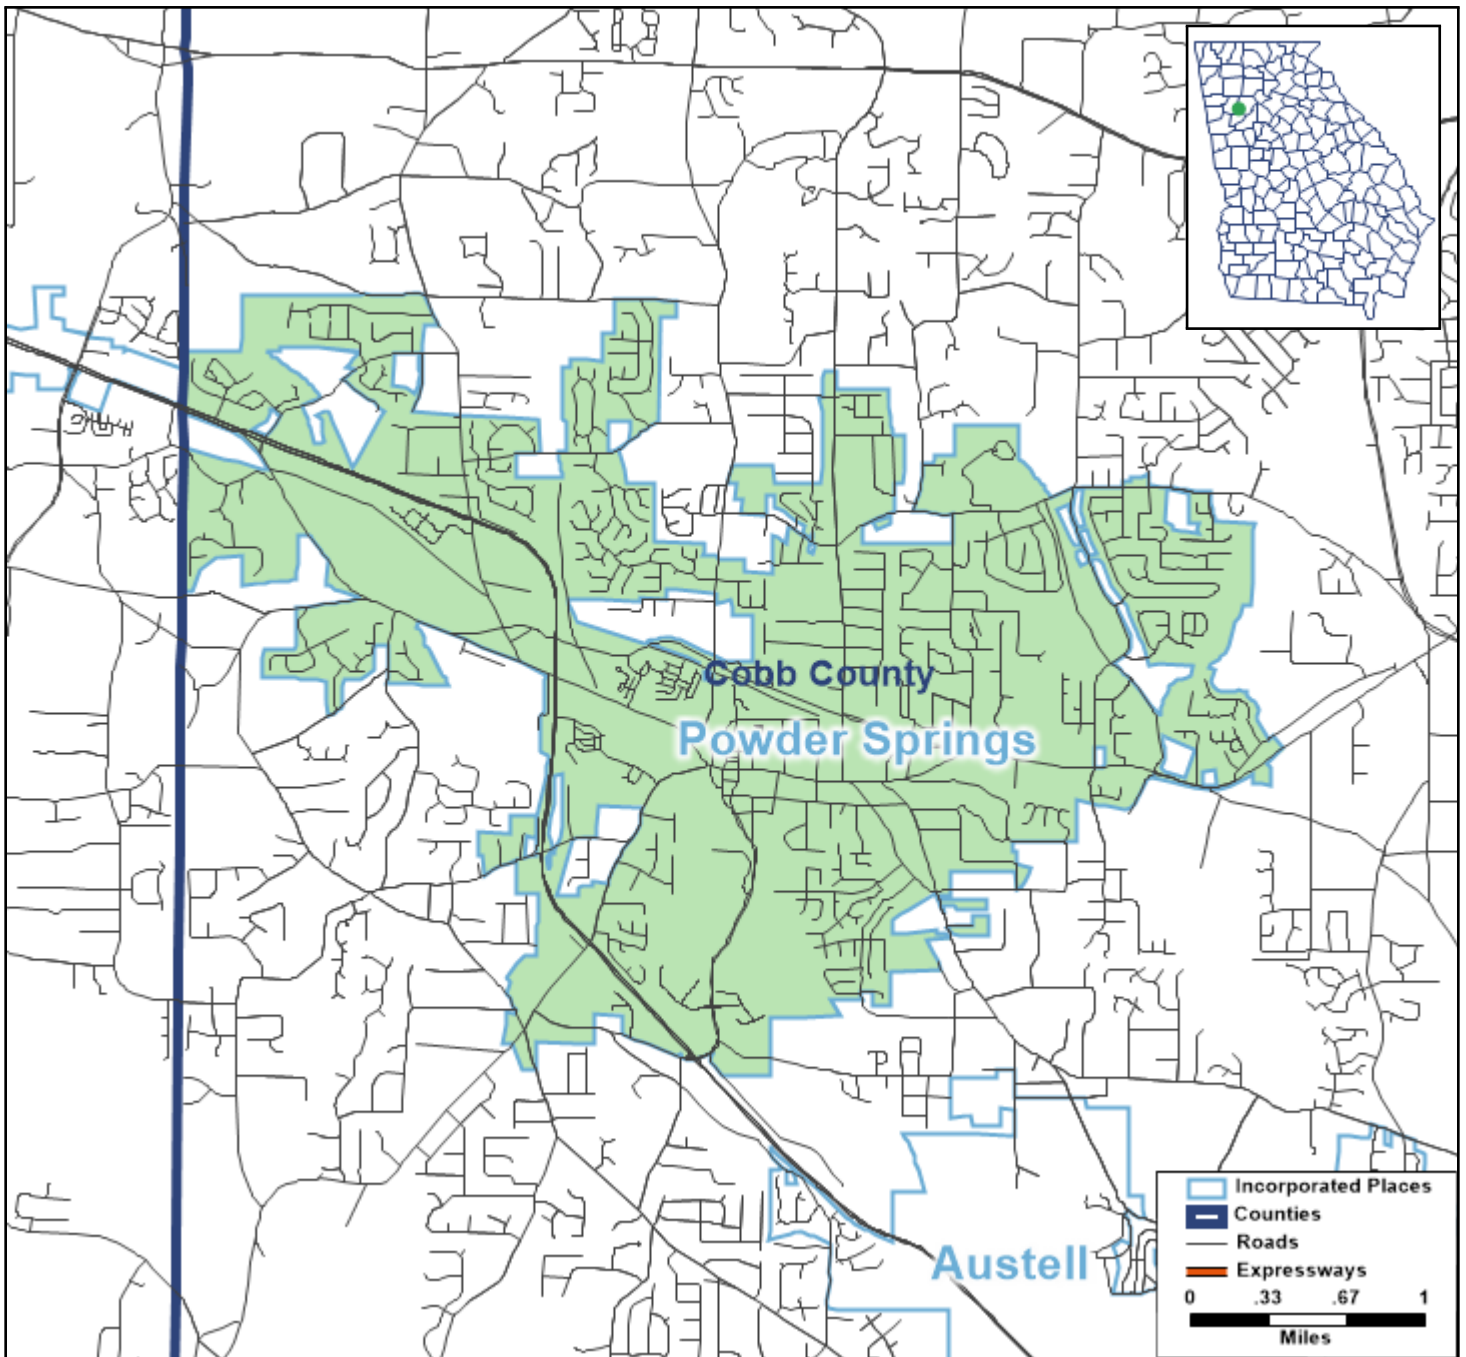 Cobb County
Powder Springs
Austell
Incorporated Places
Counties
Roads
Expressways
0 .33 .67 1
Miles